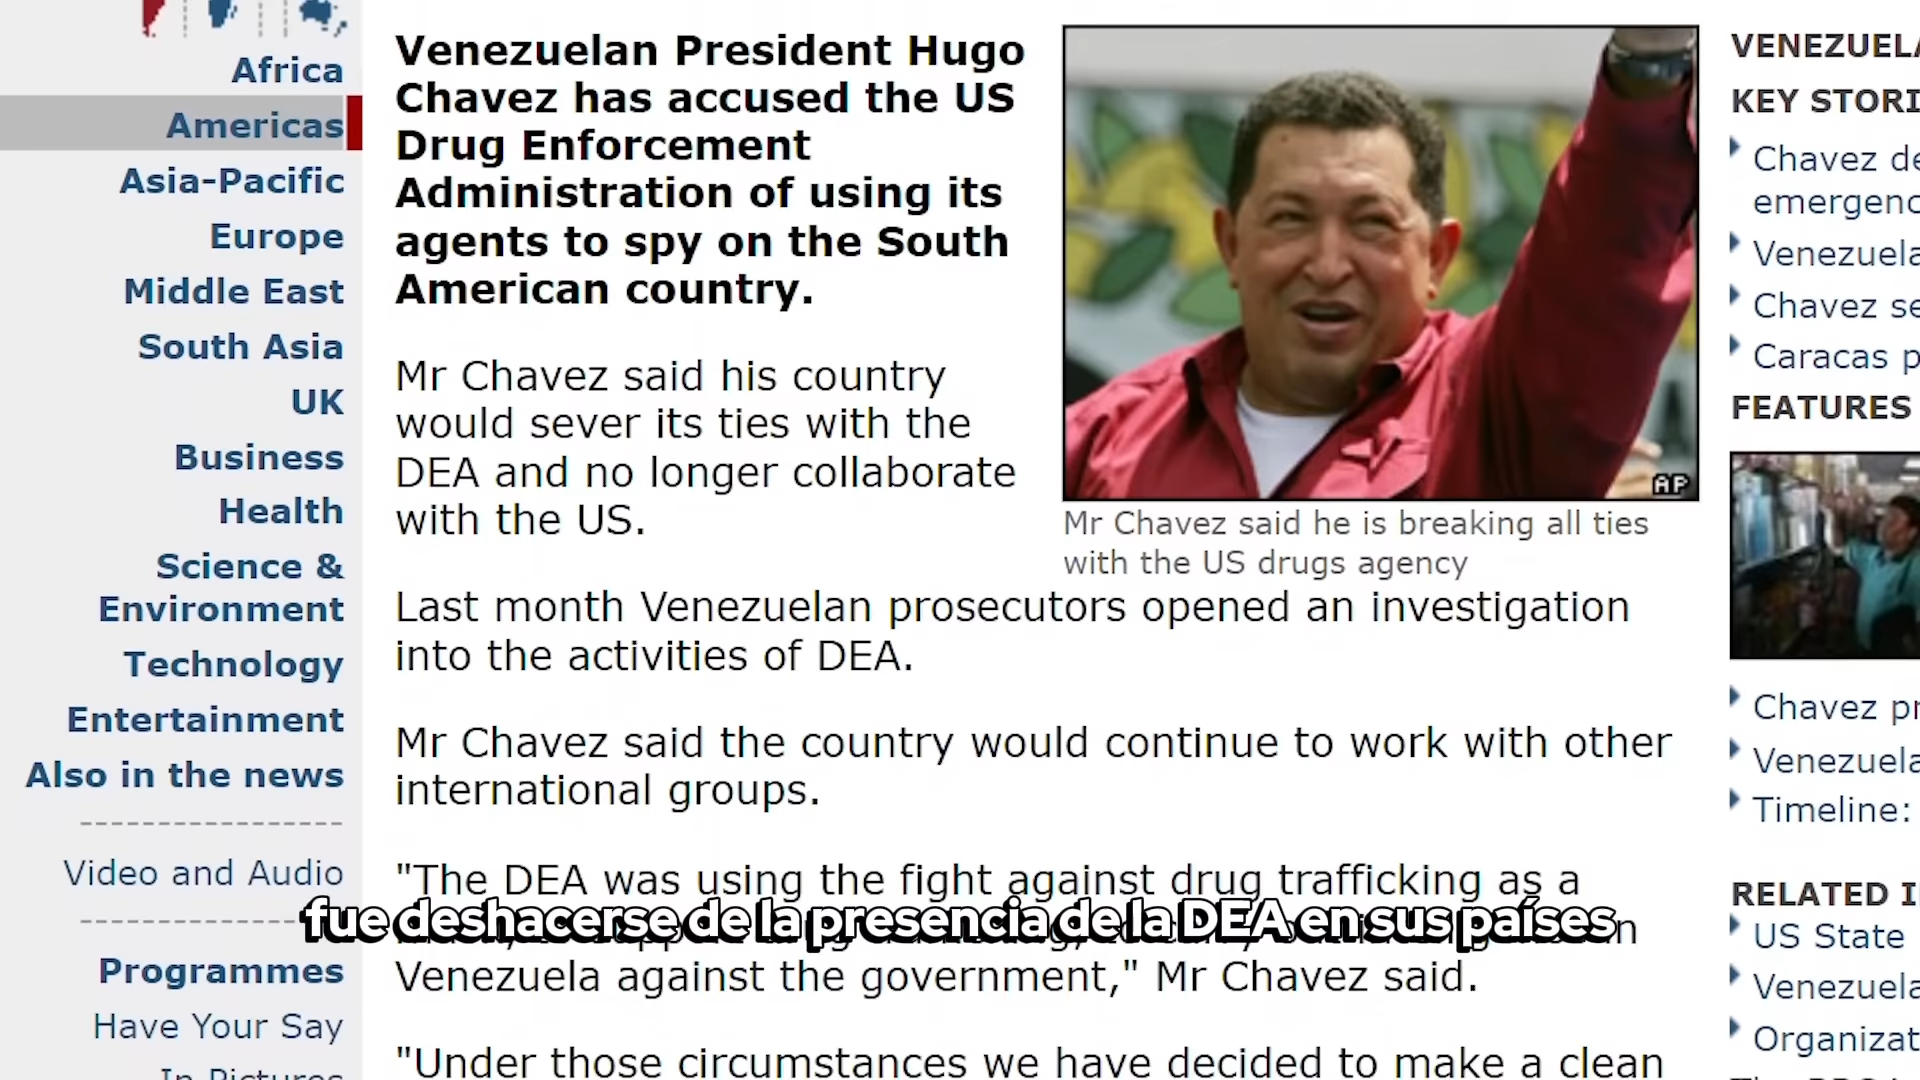 Africa
Americas
Asia-Pacific
Europe
Middle East
South Asia
UK
Business
Health
Science &
Environment
Technology
Entertainment
Also in the news
Video and Audio
Programmes
Have Your Say
In Pictures
Venezuelan President Hugo
Chavez has accused the US
Drug Enforcement
Administration of using its
agents to spy on the South
American country.
Mr Chavez said his country
would sever its ties with the
DEA and no longer collaborate
with the US.
AP
Mr Chavez said he is breaking all ties
with the US drugs agency
Last month Venezuelan prosecutors opened an investigation
into the activities of DEA.
Mr Chavez said the country would continue to work with other
international groups.
"The DEA was using the fight against drug trafficking as a
fue deshacerse de la presencia de la DEA en sus países
Venezuela against the government," Mr Chavez said.
"Under those circumstances we have decided to make a clean
VENEZUELA
KEY STORI
Chavez de
emergenc
Venezuela
Chavez se
Caracas p
FEATURES
Chavez pr
Venezuela
Timeline:
RELATED I
US State
Venezuela
Organizat